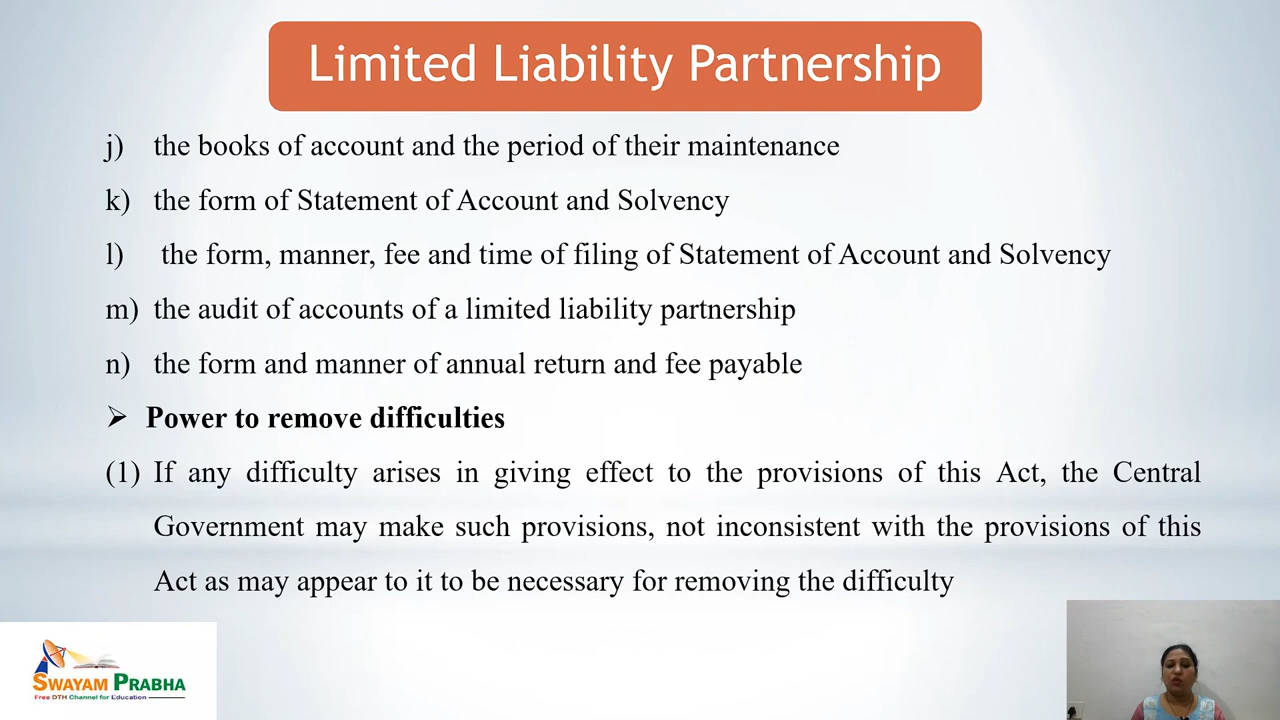 Limited Liability Partnership
j) the books of account and the period of their maintenance
k) the form of Statement of Account and Solvency
l) the form, manner, fee and time of filing of Statement of Account and Solvency
m) the audit of accounts of a limited liability partnership
n) the form and manner of annual return and fee payable
➢ Power to remove difficulties
(1) If any difficulty arises in giving effect to the provisions of this Act, the Central
Government may make such provisions, not inconsistent with the provisions of this
Act as may appear to it to be necessary for removing the difficulty
SWAYAM PRABHA
Free DTH Channel for Education